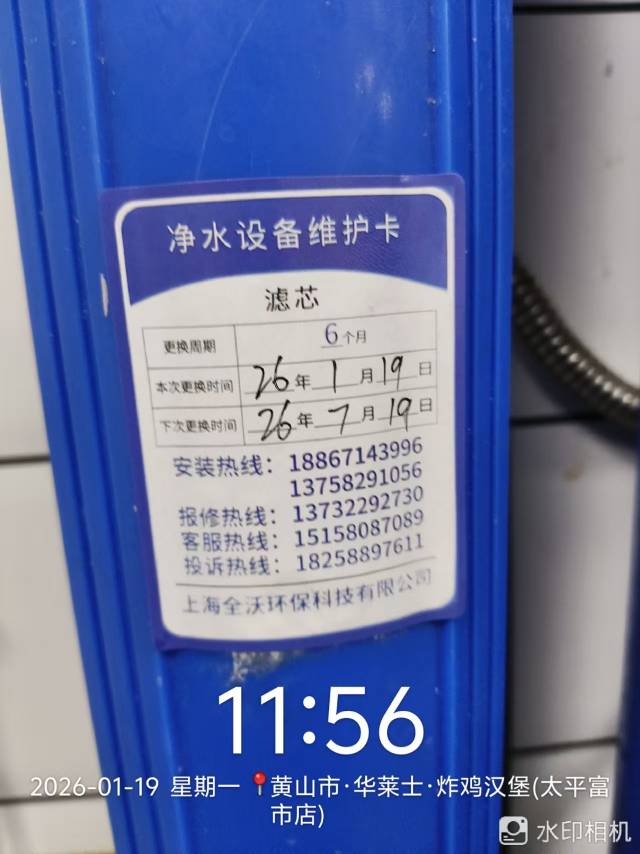 净水设备维护卡
滤芯
更换周期 6个月
本次更换时间 26年1月19日
下次更换时间 26年7月19日
安装热线：18867143996
13758291056
报修热线：13732292730
客服热线：15158087089
投诉热线：18258897611
上海全沃环保科技有限公司
11:56
2026-01-19 星期一 📍黄山市·华莱士·炸鸡汉堡(太平富
市店)
水印相机